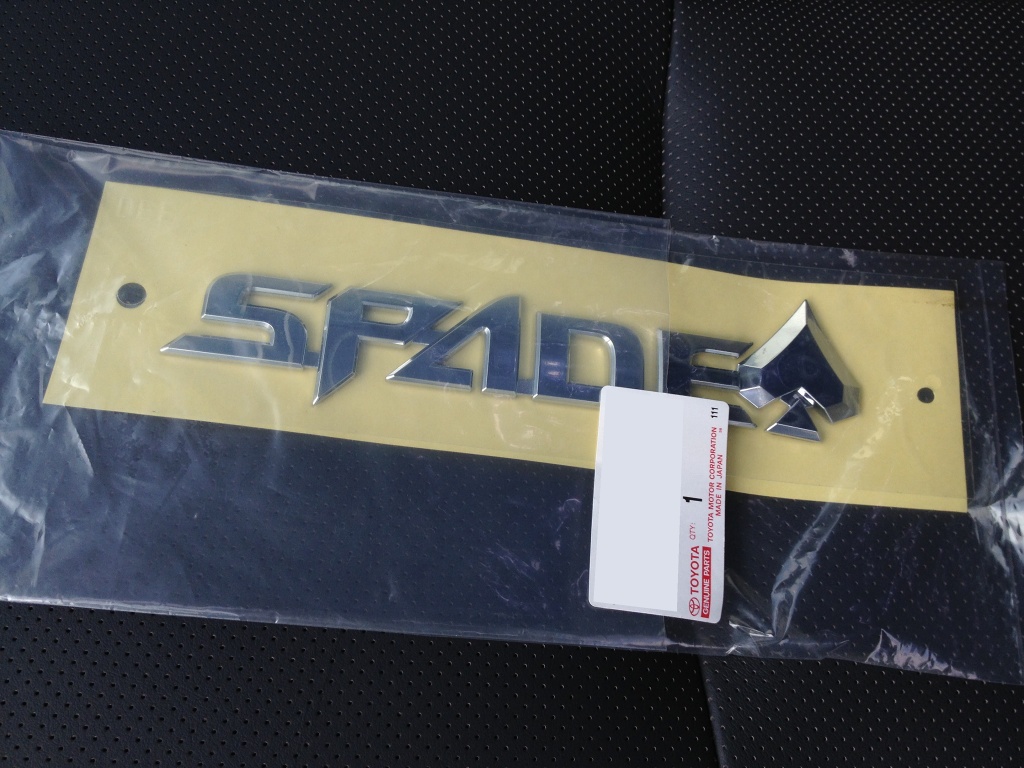 SPADE
TOYOTA QTY: 1
GENUINE PARTS TOYOTA MOTOR CORPORATION 111
MADE IN JAPAN